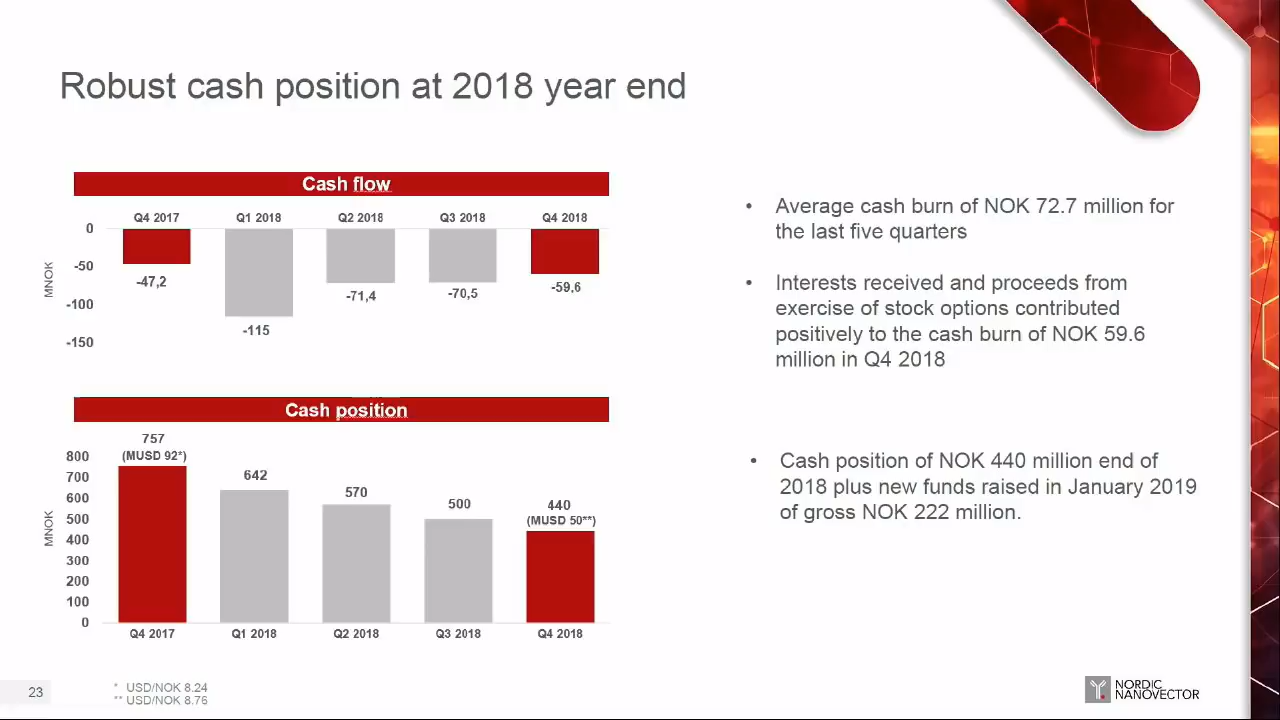 Robust cash position at 2018 year end
Cash flow
Q4 2017 Q1 2018 Q2 2018 Q3 2018 Q4 2018
0
-50
-100
-150
MNOK
-47,2
-115
-71,4
-70,5
-59,6
Cash position
800
700
600
500
400
300
200
100
0
MNOK
757
(MUSD 92*)
642
570
500
440
(MUSD 50**)
Q4 2017 Q1 2018 Q2 2018 Q3 2018 Q4 2018
• Average cash burn of NOK 72.7 million for
the last five quarters
• Interests received and proceeds from
exercise of stock options contributed
positively to the cash burn of NOK 59.6
million in Q4 2018
• Cash position of NOK 440 million end of
2018 plus new funds raised in January 2019
of gross NOK 222 million.
23
* USD/NOK 8.24
** USD/NOK 8.76
NORDIC
NANOVECTOR